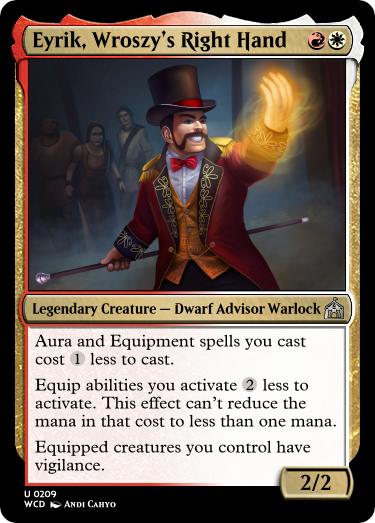 Eyrik, Wroszy's Right Hand
Legendary Creature — Dwarf Advisor Warlock
Aura and Equipment spells you cast
cost 1 less to cast.
Equip abilities you activate 2 less to
activate. This effect can't reduce the
mana in that cost to less than one mana.
Equipped creatures you control have
vigilance.
2/2
U 0209
WCD Andi Cahyo